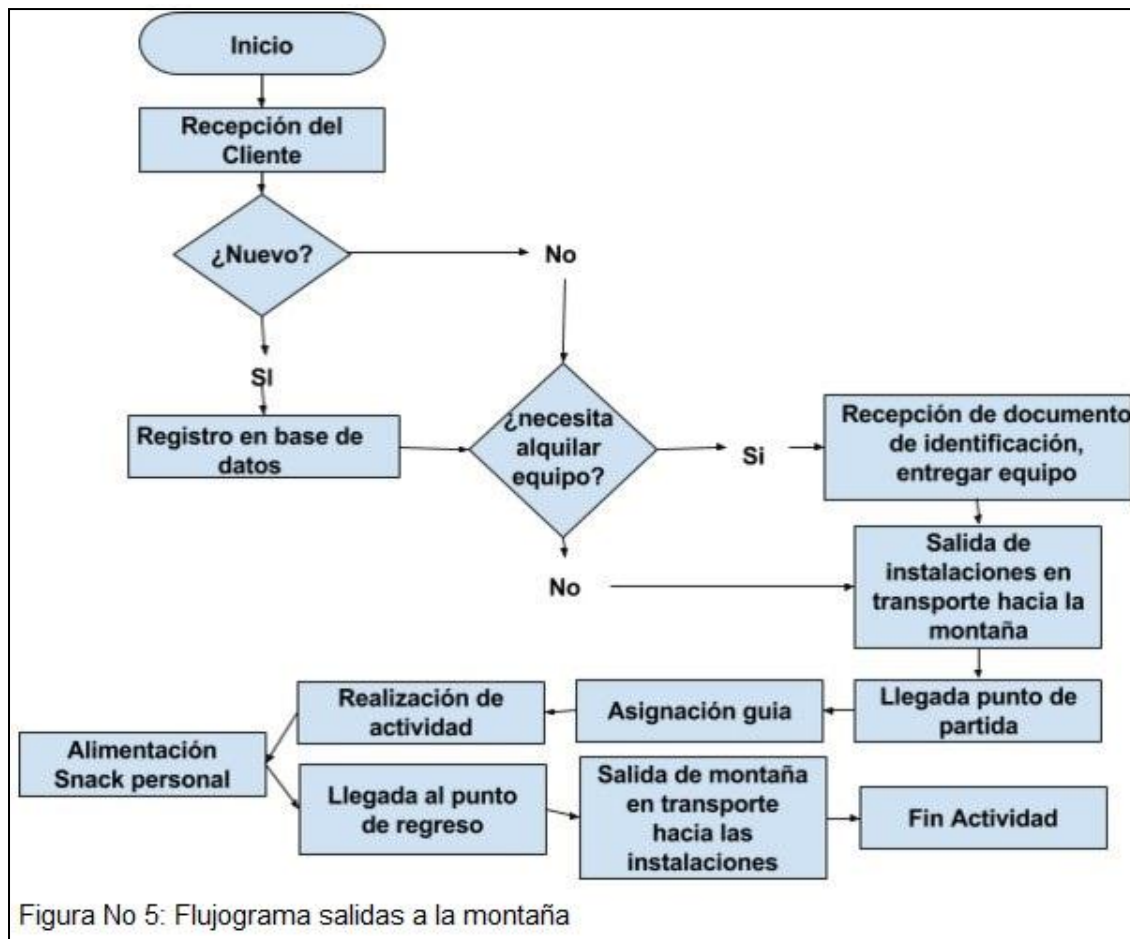 Inicio
Recepción del
Cliente
¿Nuevo?
No
SI
Registro en base de
datos
¿necesita
alquilar
equipo?
Si
Recepción de documento
de identificación,
entregar equipo
No
Salida de
instalaciones en
transporte hacia la
montaña
Llegada punto de
partida
Asignación guia
Realización de
actividad
Alimentación
Snack personal
Llegada al punto
de regreso
Salida de montaña
en transporte
hacia las
instalaciones
Fin Actividad
Figura No 5: Flujograma salidas a la montaña